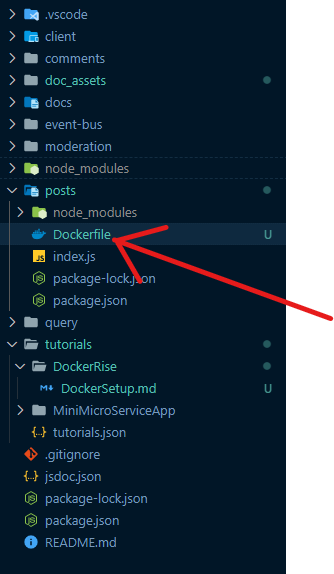 .vscode
client
comments
doc_assets
docs
event-bus
moderation
node_modules
posts
node_modules
Dockerfile U
JS index.js
package-lock.json
package.json
query
tutorials
DockerRise
DockerSetup.md U
MiniMicroServiceApp
{..} tutorials.json
.gitignore
{..} jsdoc.json
package-lock.json
package.json
README.md